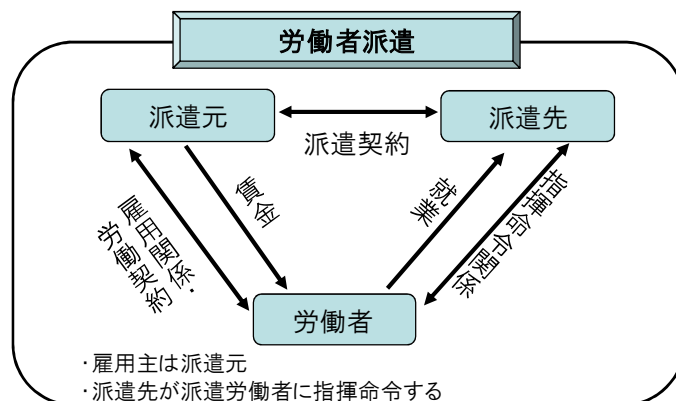 労働者派遣
派遣元
派遣先
派遣契約
雇用関係・
労働契約
賃金
就業
指揮命令関係
労働者
・雇用主は派遣元
・派遣先が派遣労働者に指揮命令する